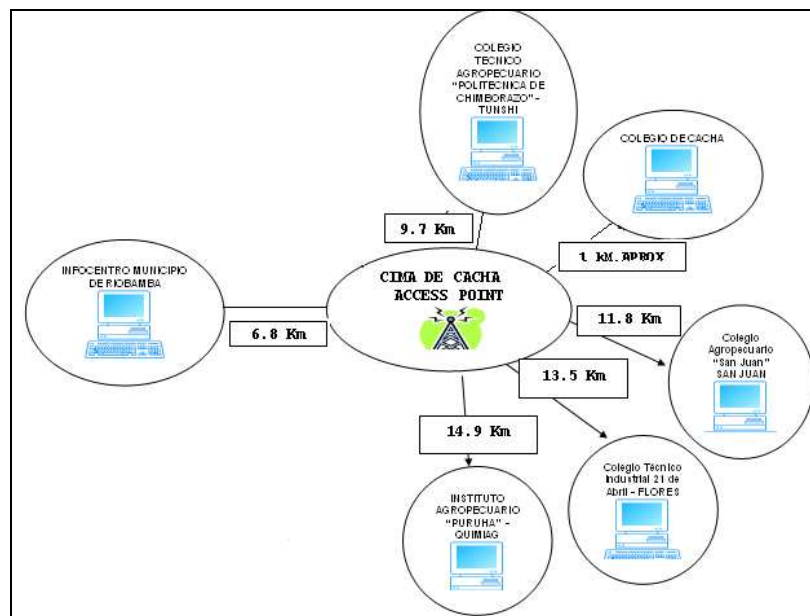 COLEGIO
TECNICO
AGROPECUARIO
“POLITECNICA DE
CHIMBORAZO” -
TUNSHI
COLEGIO DE CACHA
9.7 Km
1 kM.APROX
INFOCENTRO MUNICIPIO
DE RIOBAMBA
6.8 Km
CIMA DE CACHA
ACCESS POINT
11.8 Km
Colegio
Agropecuario
“San Juan”
SAN JUAN
13.5 Km
14.9 Km
Colegio Técnico
Industrial 21 de
Abril - FLORES
INSTITUTO
AGROPECUARIO
“PURUHA” -
QUIMIAG